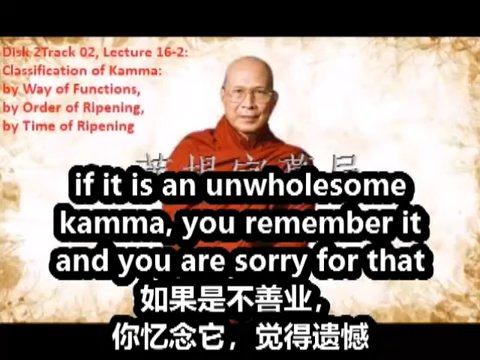 Disk 2Track 02, Lecture 16-2:
Classification of Kamma:
by Way of Functions,
by Order of Ripening,
by Time of Ripening
if it is an unwholesome
kamma, you remember it
and you are sorry for that
如果是不善业，
你忆念它，觉得遗憾